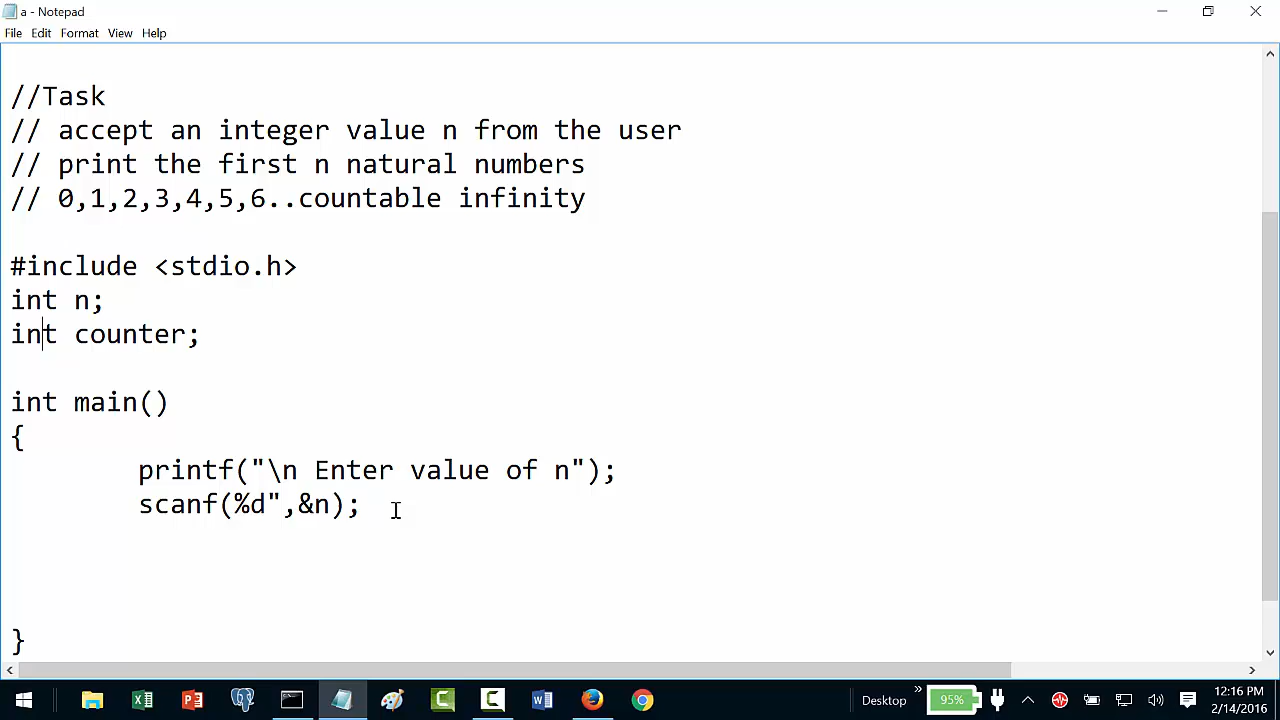 a - Notepad
File Edit Format View Help
//Task
// accept an integer value n from the user
// print the first n natural numbers
// 0,1,2,3,4,5,6..countable infinity
#include <stdio.h>
int n;
int counter;
int main()
{
printf("\n Enter value of n");
scanf(%d",&n);
}
Desktop » 95% 12:16 PM
2/14/2016